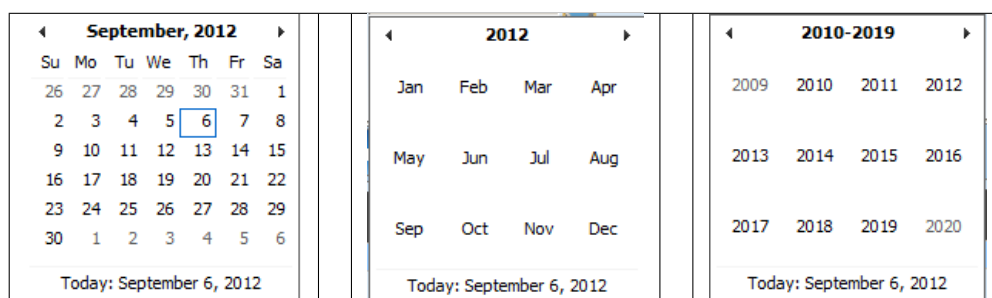 September, 2012
Su Mo Tu We Th Fr Sa
26 27 28 29 30 31 1
2 3 4 5 6 7 8
9 10 11 12 13 14 15
16 17 18 19 20 21 22
23 24 25 26 27 28 29
30 1 2 3 4 5 6
Today: September 6, 2012
2012
Jan Feb Mar Apr
May Jun Jul Aug
Sep Oct Nov Dec
Today: September 6, 2012
2010-2019
2009 2010 2011 2012
2013 2014 2015 2016
2017 2018 2019 2020
Today: September 6, 2012